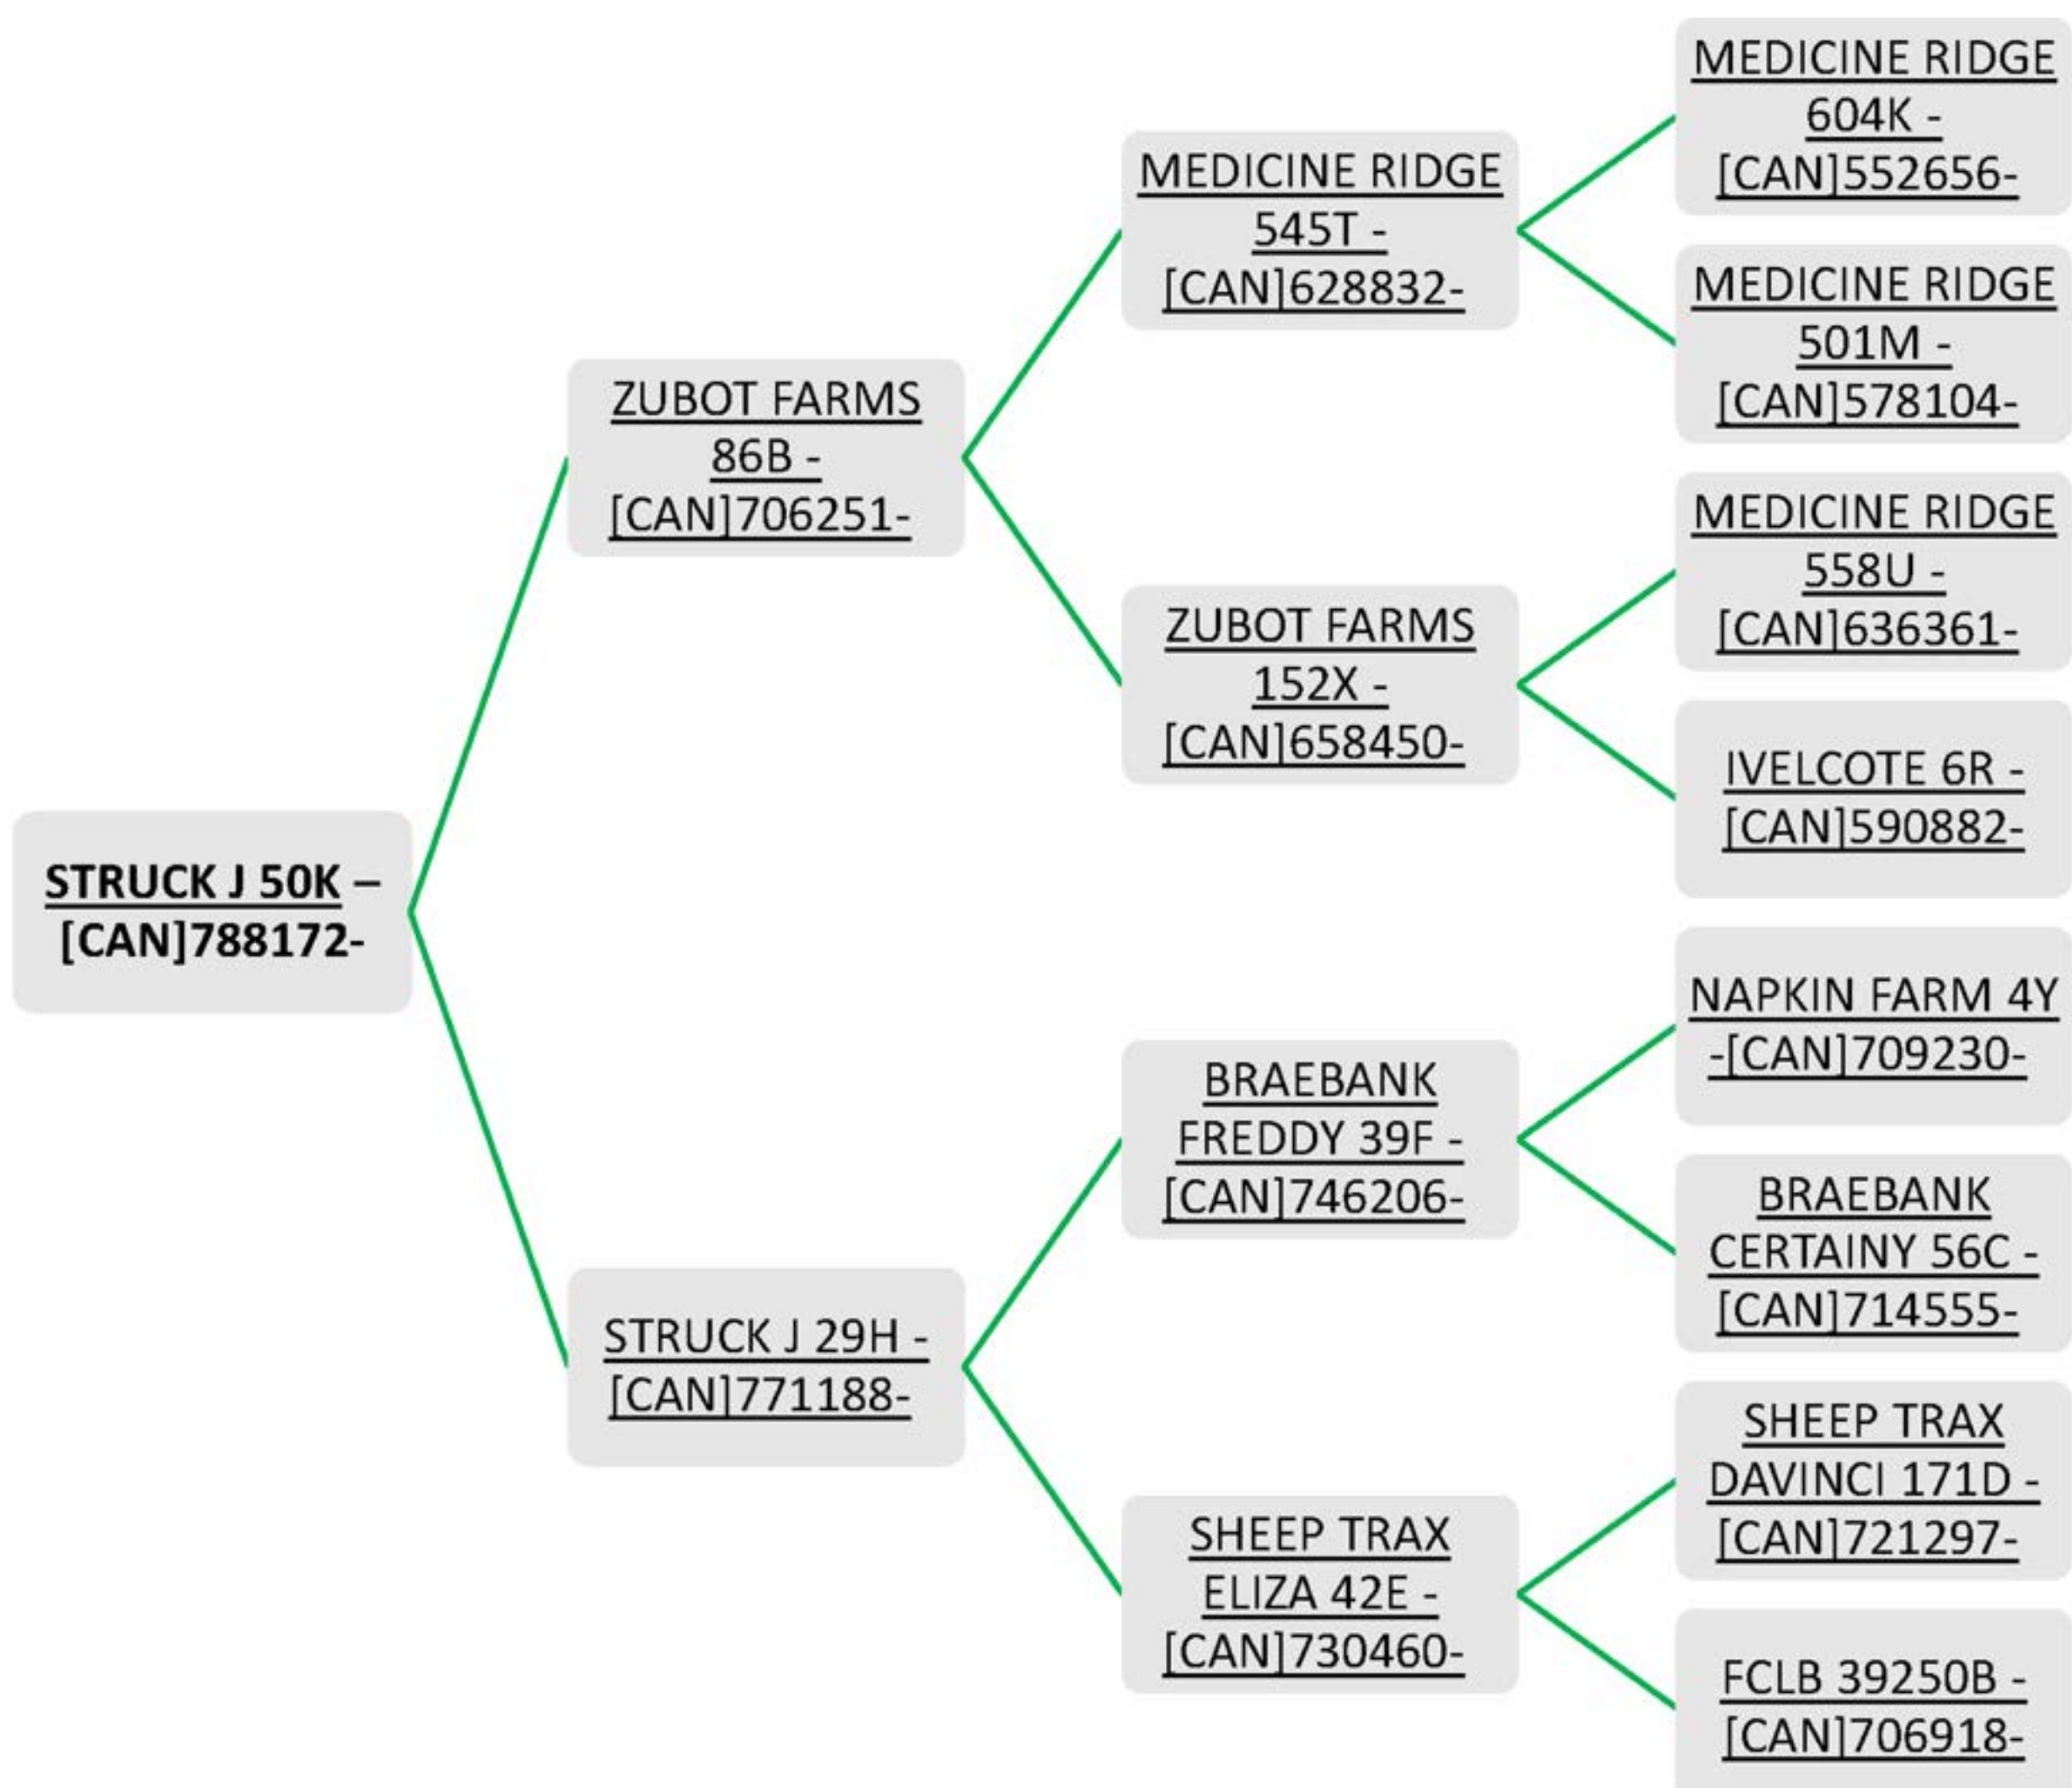 STRUCK J 50K –
[CAN]788172-
ZUBOT FARMS
86B -
[CAN]706251-
STRUCK J 29H -
[CAN]771188-
MEDICINE RIDGE
545T -
[CAN]628832-
ZUBOT FARMS
152X -
[CAN]658450-
BRAEBANK
FREDDY 39F -
[CAN]746206-
SHEEP TRAX
ELIZA 42E -
[CAN]730460-
MEDICINE RIDGE
604K -
[CAN]552656-
MEDICINE RIDGE
501M -
[CAN]578104-
MEDICINE RIDGE
558U -
[CAN]636361-
IVELCOTE 6R -
[CAN]590882-
NAPKIN FARM 4Y
-[CAN]709230-
BRAEBANK
CERTAINY 56C -
[CAN]714555-
SHEEP TRAX
DAVINCI 171D -
[CAN]721297-
FCLB 39250B -
[CAN]706918-